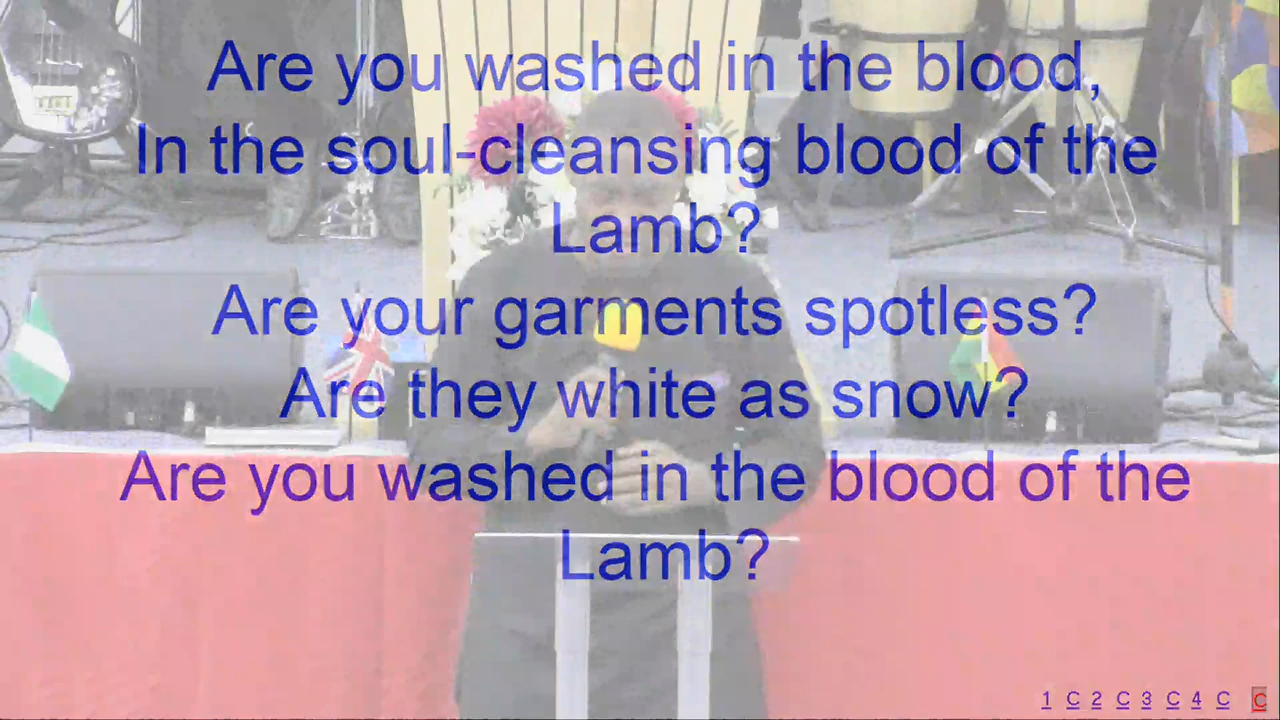 Are you washed in the blood,
In the soul-cleansing blood of the
Lamb?
Are your garments spotless?
Are they white as snow?
Are you washed in the blood of the
Lamb?
1 C 2 C 3 C 4 C C